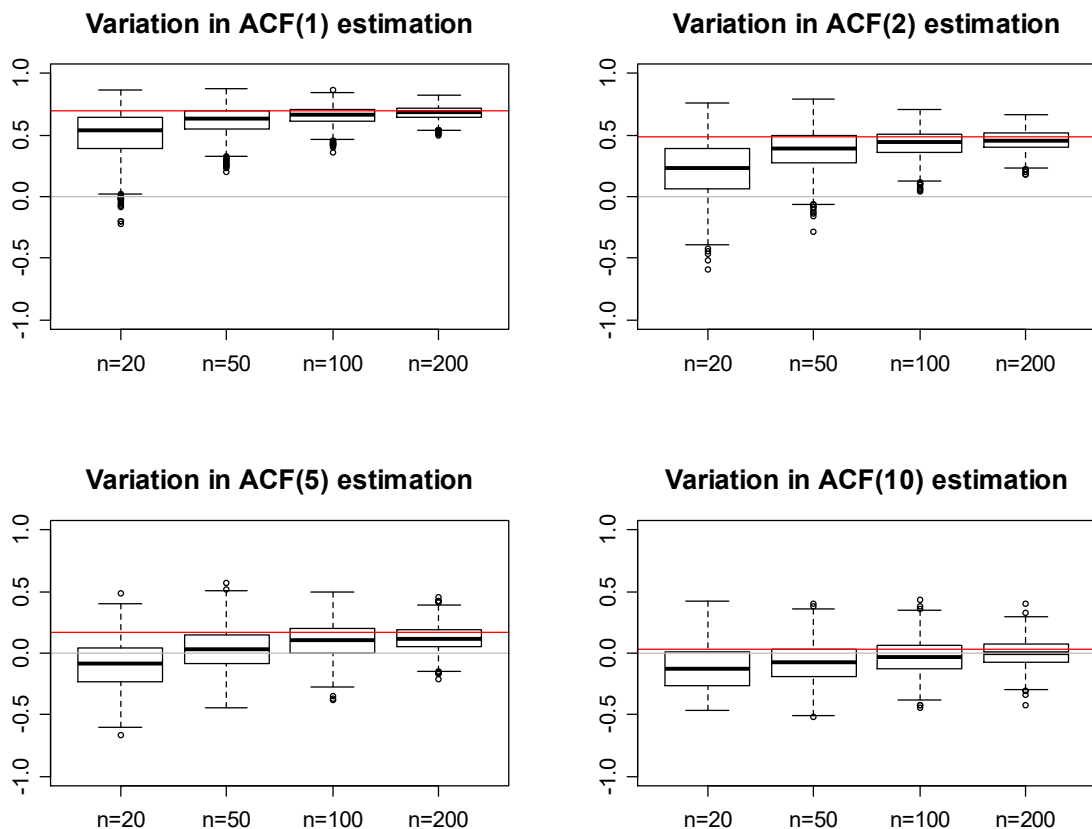 Variation in ACF(1) estimation
1.0
0.5
0.0
-0.5
-1.0
n=20 n=50 n=100 n=200
Variation in ACF(2) estimation
1.0
0.5
0.0
-0.5
-1.0
n=20 n=50 n=100 n=200
Variation in ACF(5) estimation
1.0
0.5
0.0
-0.5
-1.0
n=20 n=50 n=100 n=200
Variation in ACF(10) estimation
1.0
0.5
0.0
-0.5
-1.0
n=20 n=50 n=100 n=200